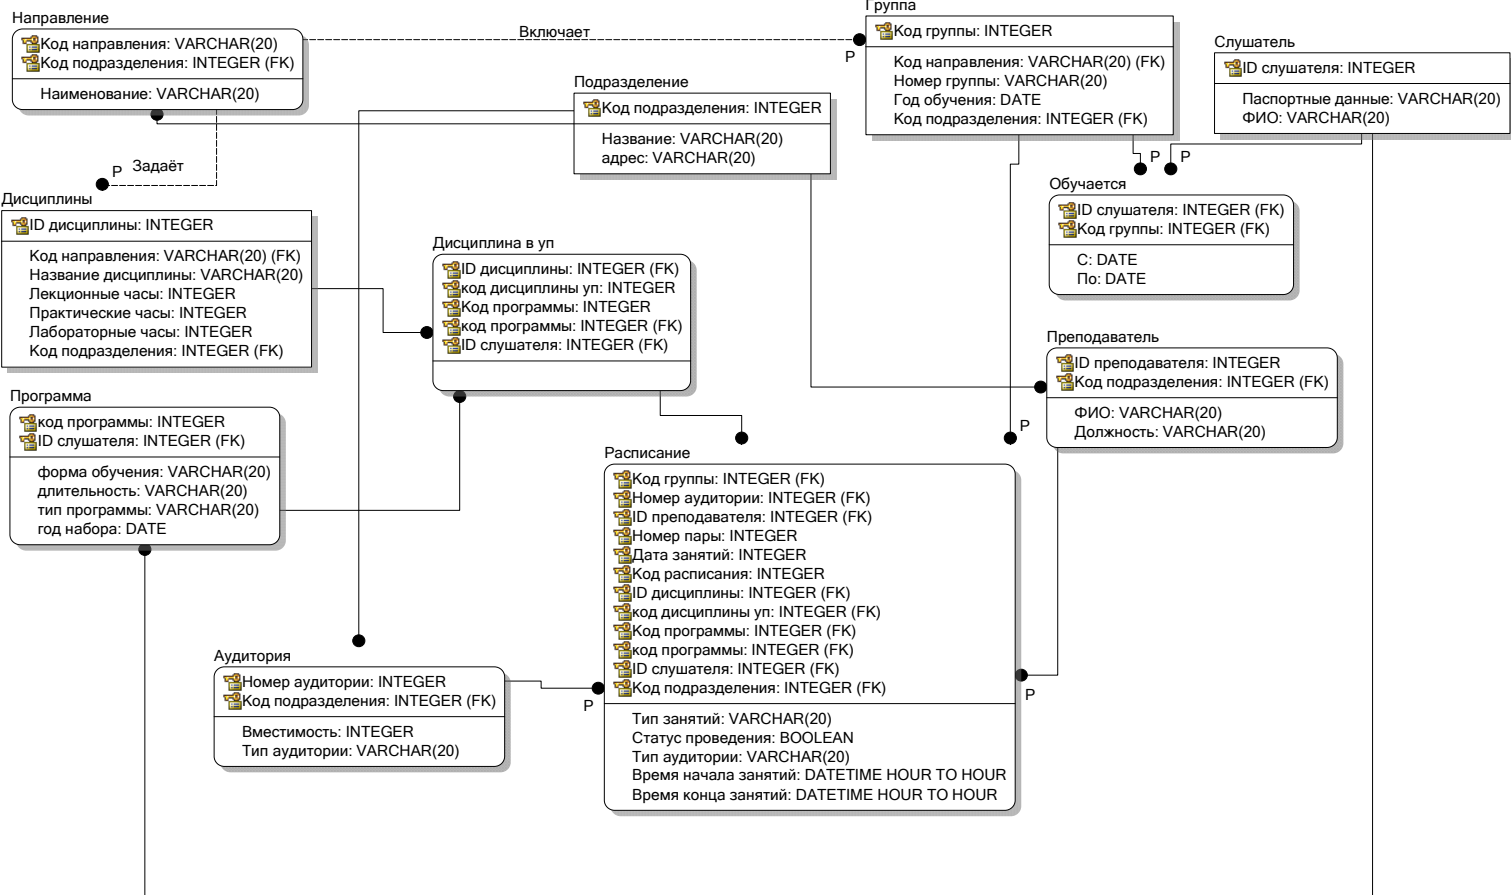 Направление
Код направления: VARCHAR(20)
Код подразделения: INTEGER (FK)
Наименование: VARCHAR(20)
Включает
P
Группа
Код группы: INTEGER
Код направления: VARCHAR(20) (FK)
Номер группы: VARCHAR(20)
Год обучения: DATE
Код подразделения: INTEGER (FK)
Слушатель
ID слушателя: INTEGER
Паспортные данные: VARCHAR(20)
ФИО: VARCHAR(20)
Подразделение
Код подразделения: INTEGER
Название: VARCHAR(20)
адрес: VARCHAR(20)
P
Задаёт
P
P
Обучается
ID слушателя: INTEGER (FK)
Код группы: INTEGER (FK)
С: DATE
По: DATE
Дисциплины
ID дисциплины: INTEGER
Код направления: VARCHAR(20) (FK)
Название дисциплины: VARCHAR(20)
Лекционные часы: INTEGER
Практические часы: INTEGER
Лабораторные часы: INTEGER
Код подразделения: INTEGER (FK)
Дисциплина в уп
ID дисциплины: INTEGER (FK)
код дисциплины уп: INTEGER
Код программы: INTEGER
код программы: INTEGER (FK)
ID слушателя: INTEGER (FK)
Преподаватель
ID преподавателя: INTEGER
Код подразделения: INTEGER (FK)
ФИО: VARCHAR(20)
Должность: VARCHAR(20)
Программа
код программы: INTEGER
ID слушателя: INTEGER (FK)
форма обучения: VARCHAR(20)
длительность: VARCHAR(20)
тип программы: VARCHAR(20)
год набора: DATE
P
Расписание
Код группы: INTEGER (FK)
Номер аудитории: INTEGER (FK)
ID преподавателя: INTEGER (FK)
Номер пары: INTEGER
Дата занятий: INTEGER
Код расписания: INTEGER
ID дисциплины: INTEGER (FK)
код дисциплины уп: INTEGER (FK)
Код программы: INTEGER (FK)
код программы: INTEGER (FK)
ID слушателя: INTEGER (FK)
Код подразделения: INTEGER (FK)
Тип занятий: VARCHAR(20)
Статус проведения: BOOLEAN
Тип аудитории: VARCHAR(20)
Время начала занятий: DATETIME HOUR TO HOUR
Время конца занятий: DATETIME HOUR TO HOUR
P
P
Аудитория
Номер аудитории: INTEGER
Код подразделения: INTEGER (FK)
Вместимость: INTEGER
Тип аудитории: VARCHAR(20)